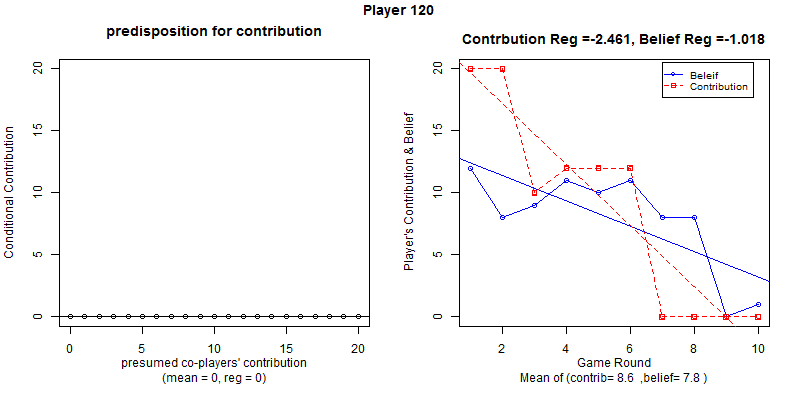 Player 120
predisposition for contribution
Conditional Contribution
20
15
10
5
0
0 5 10 15 20
presumed co-players' contribution
(mean = 0, reg = 0)
Contrbution Reg =-2.461, Belief Reg =-1.018
Player's Contribution & Belief
20
15
10
5
0
Beleif
Contribution
2 4 6 8 10
Game Round
Mean of (contrib= 8.6 ,belief= 7.8 )